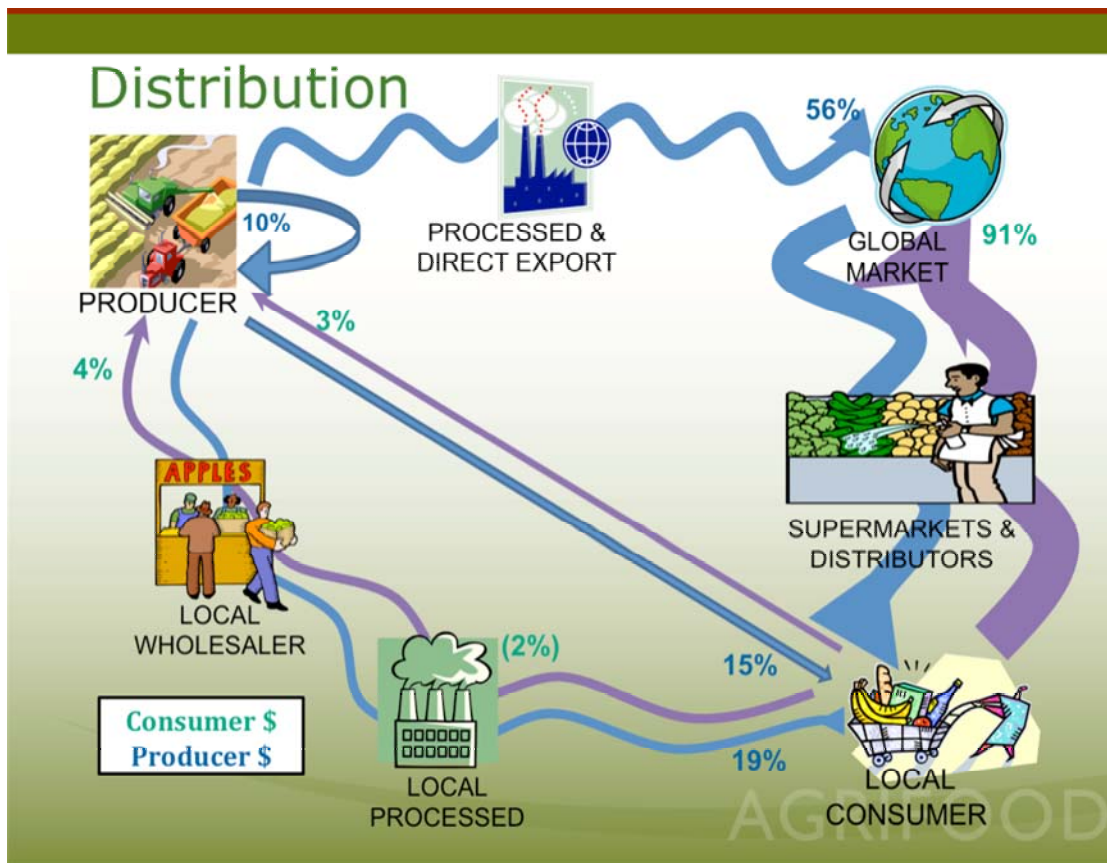 Distribution
56%
10%
PRODUCER
PROCESSED &
DIRECT EXPORT
GLOBAL
MARKET
91%
3%
4%
APPLES
SUPERMARKETS &
DISTRIBUTORS
LOCAL
WHOLESALER
(2%)
15%
Consumer $
Producer $
19%
LOCAL
PROCESSED
LOCAL
CONSUMER
AGRIFOOD